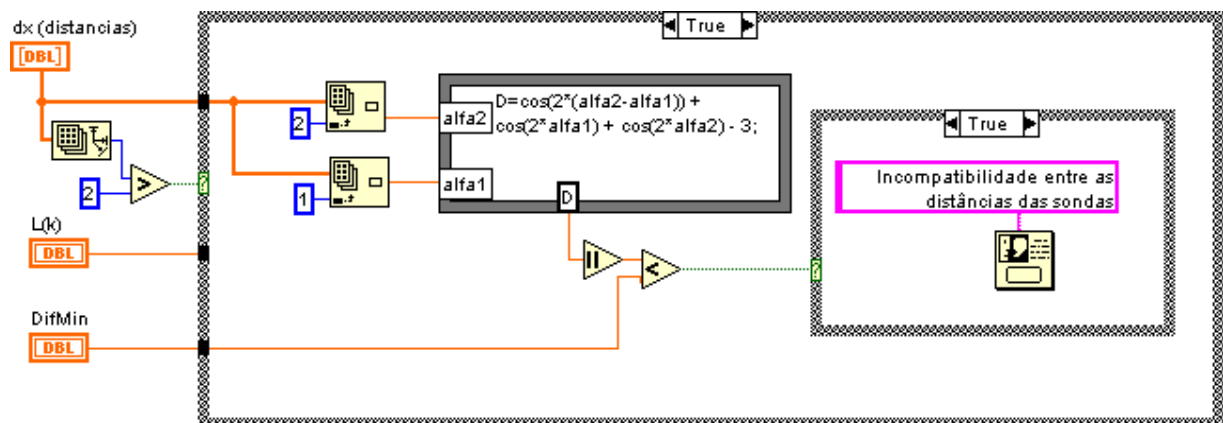 dx (distancias)
[DBL]
True
2
alfa2
D=cos(2*(alfa2-alfa1)) +
cos(2*alfa1) + cos(2*alfa2) - 3;
True
2
>
1
alfa1
D
Incompatibilidade entre as
distâncias das sondas
?
L(k)
DBL
<
?
DifMin
DBL